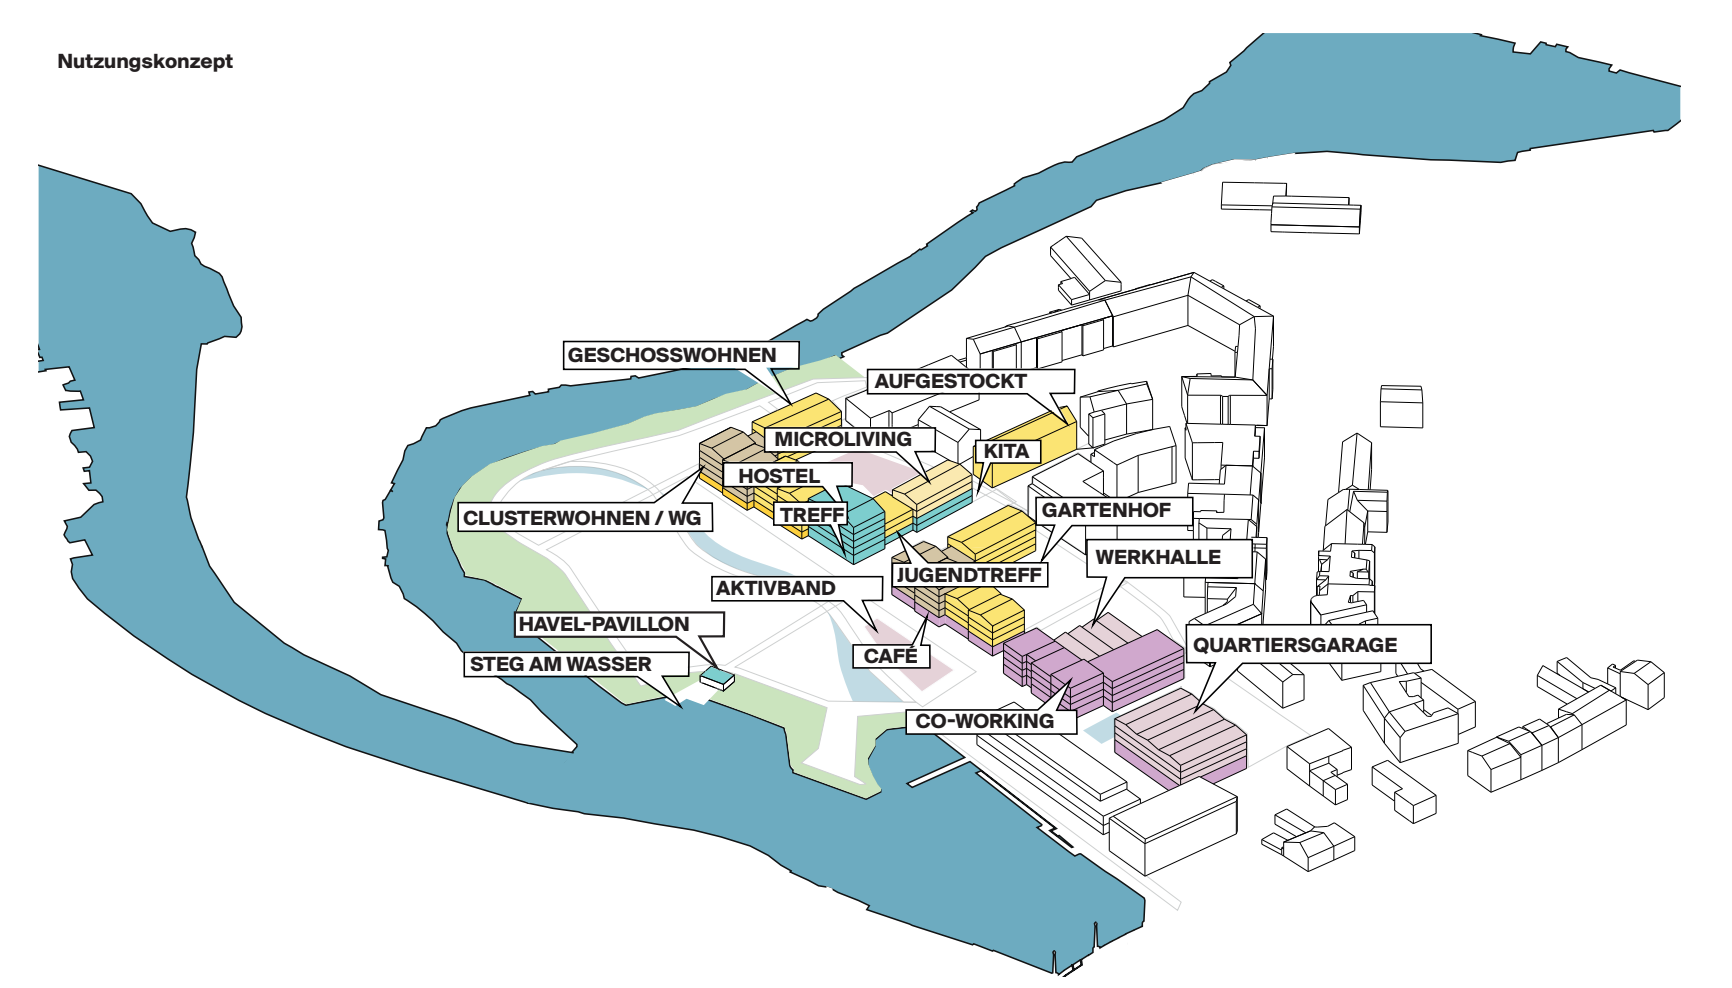 Nutzungskonzept
GESCHOSSWOHNEN
AUFGESTOCKT
MICROLIVING
KITA
HOSTEL
TREFF
GARTENHOF
CLUSTERWOHNEN / WG
WERKHALLE
JUGENDTREFF
AKTIVBAND
HAVEL-PAVILLON
QUARTIERSGARAGE
CAFÉ
STEG AM WASSER
CO-WORKING